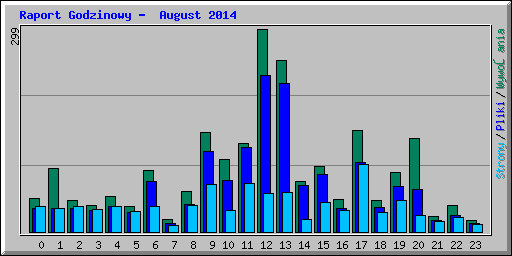 Raport Godzinowy - August 2014
299
Strony / Pliki /
0 1 2 3 4 5 6 7 8 9 10 11 12 13 14 15 16 17 18 19 20 21 22 23